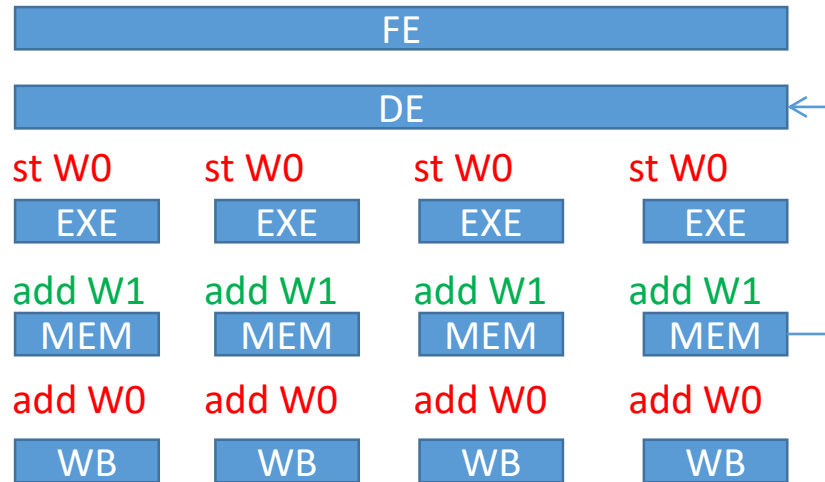 FE
DE
st W0 st W0 st W0 st W0
EXE EXE EXE EXE
add W1 add W1 add W1 add W1
MEM MEM MEM MEM
add W0 add W0 add W0 add W0
WB WB WB WB